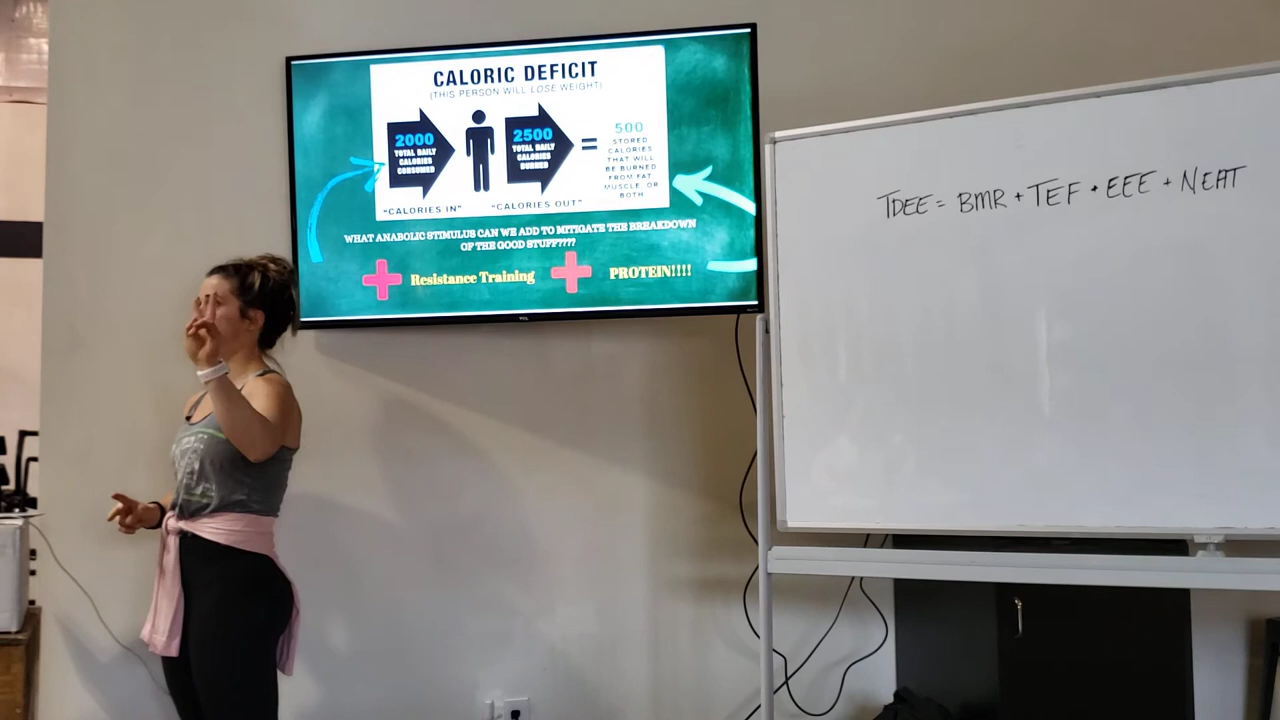 CALORIC DEFICIT
(THIS PERSON WILL LOSE WEIGHT)
2000
TOTAL DAILY
CALORIES
CONSUMED
2500
TOTAL DAILY
CALORIES
BURNED
=
500
STORED
CALORIES
THAT WILL
BE BURNED
FROM FAT,
MUSCLE, OR
BOTH
"CALORIES IN"
"CALORIES OUT"
WHAT ANABOLIC STIMULUS CAN WE ADD TO MITIGATE THE BREAKDOWN
OF THE GOOD STUFF????
Resistance Training
PROTEIN!!!!
TCL
TDEE = BMR + TEF + EEE + NEAT